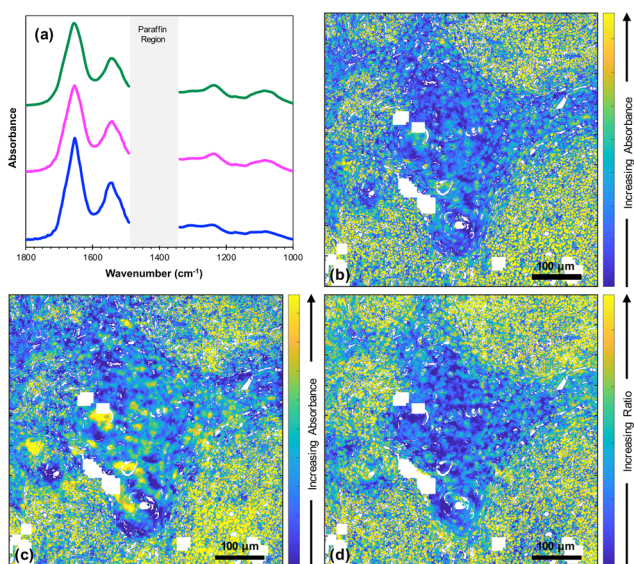 (a)
Paraffin
Region
Absorbance
1800
1600
1400
1200
1000
Wavenumber (cm-1)
(b)
100 µm
Increasing Absorbance
(c)
100 µm
Increasing Absorbance
(d)
100 µm
Increasing Ratio